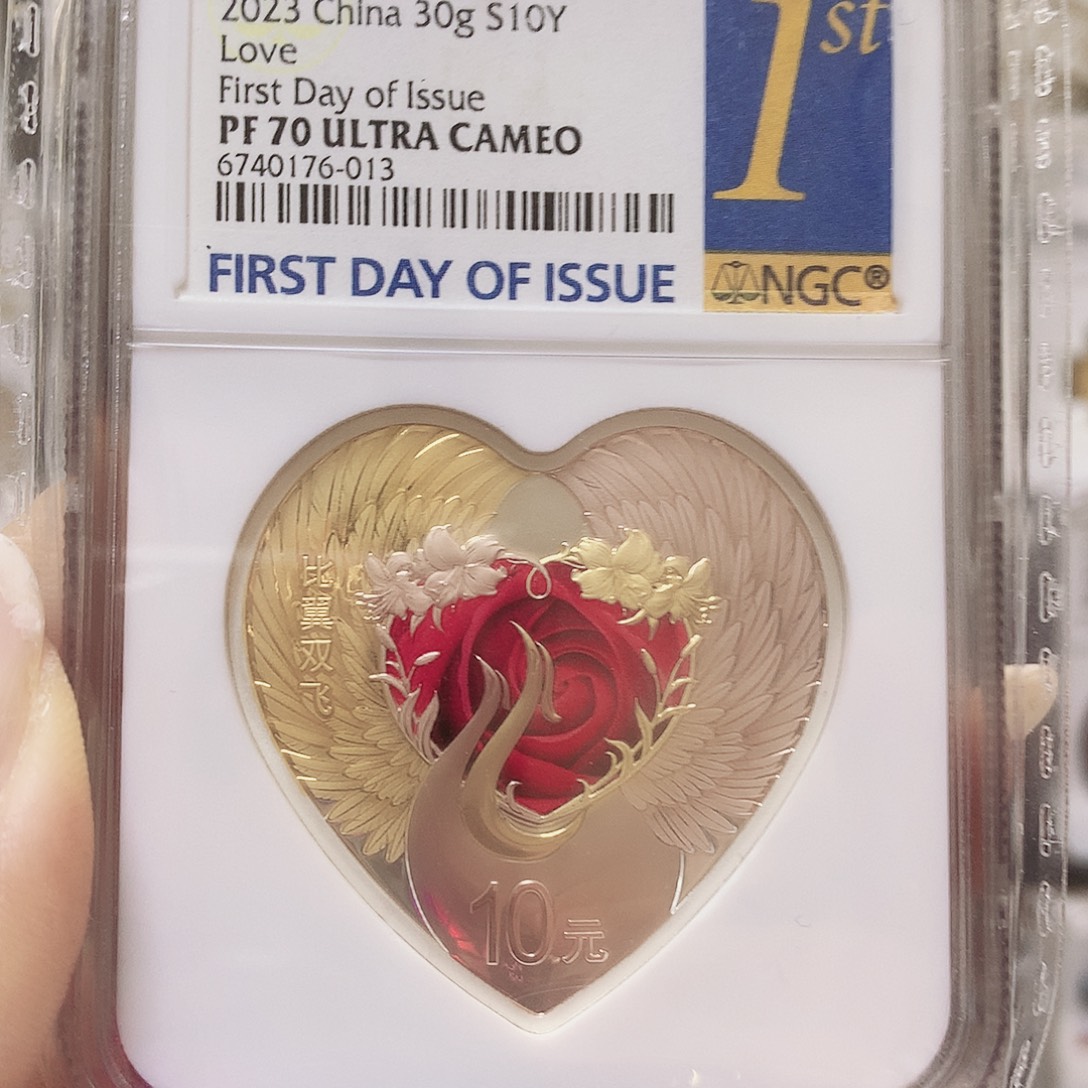 2023 China 30g S10Y
Love
First Day of Issue
PF 70 ULTRA CAMEO
6740176-013
FIRST DAY OF ISSUE
1st
NGC®
比翼双飞
10元